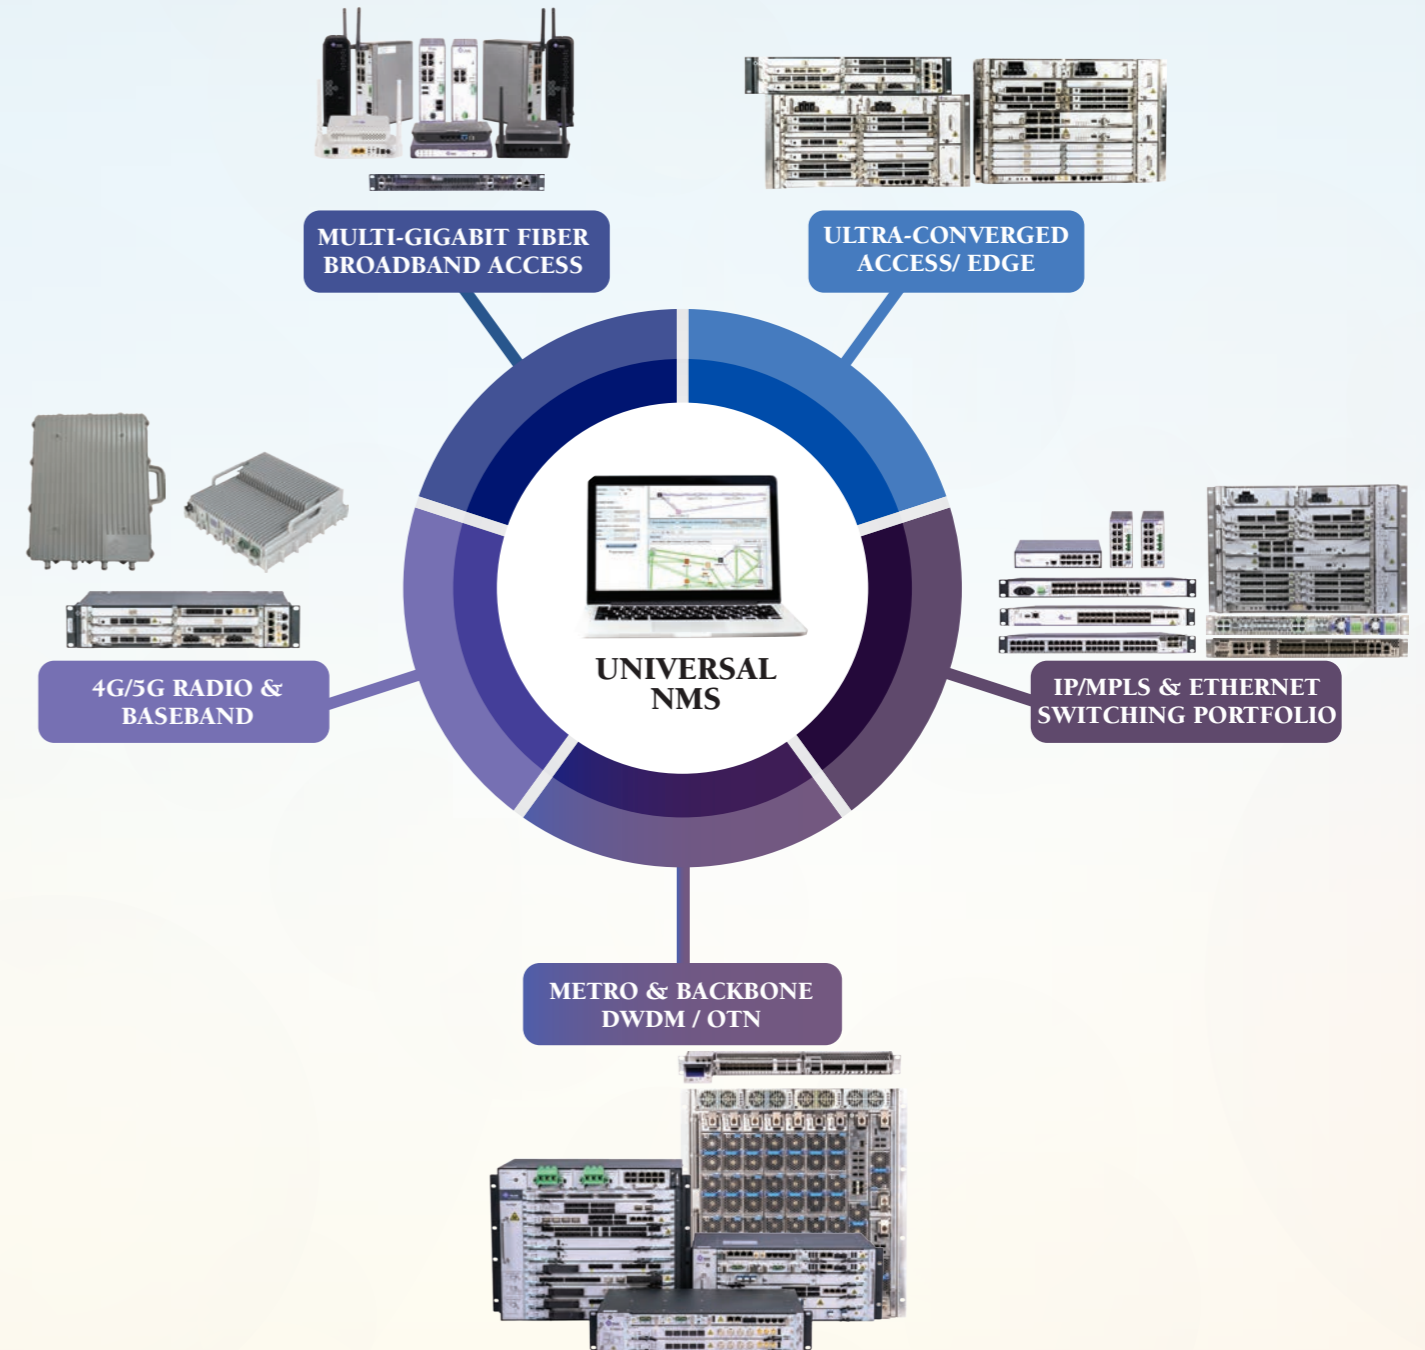 MULTI-GIGABIT FIBER
BROADBAND ACCESS
ULTRA-CONVERGED
ACCESS/ EDGE
UNIVERSAL
NMS
4G/5G RADIO &
BASEBAND
IP/MPLS & ETHERNET
SWITCHING PORTFOLIO
METRO & BACKBONE
DWDM / OTN